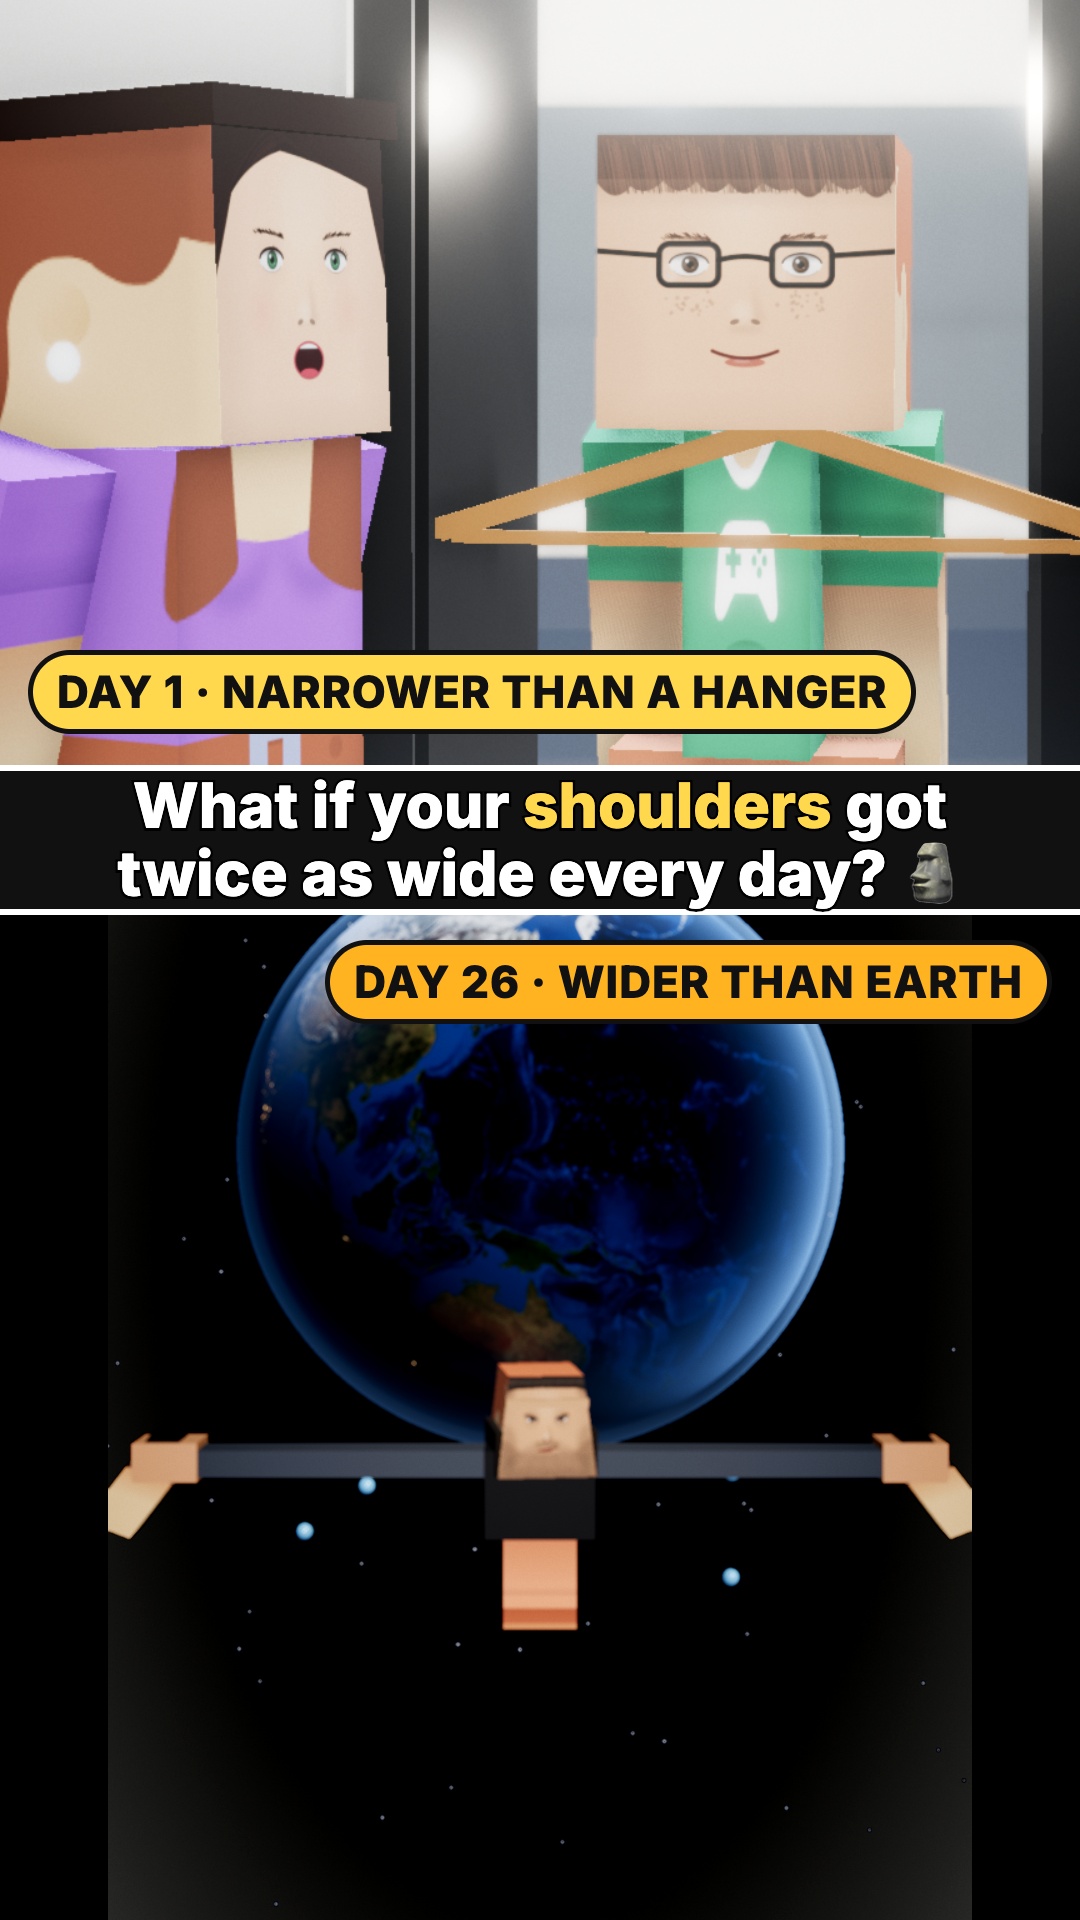 DAY 1 · NARROWER THAN A HANGER
What if your shoulders got
twice as wide every day? 🗿
DAY 26 · WIDER THAN EARTH